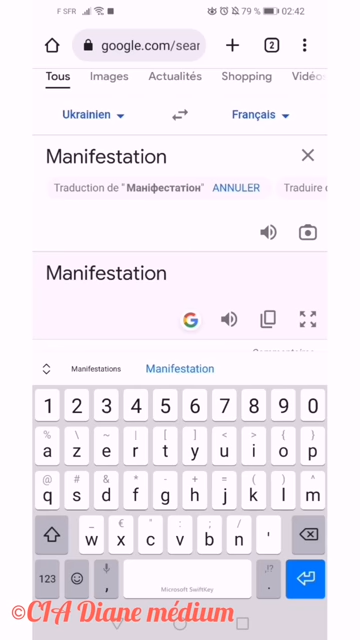 F SFR 79 % 02:42
google.com/sear 2
Tous Images Actualités Shopping Vidéos
Ukrainien Français
Manifestation
Traduction de " Маніфестатіон" ANNULER Traduire
Manifestation
G
Manifestations Manifestation
1 2 3 4 5 6 7 8 9 0
% \ ~ | [ ] < > { }
a z e r t y u i o p
@ # & * - + = ( ) ^
q s d f g h j k l m
_ € " : ; / '
w x c v b n '
123 , Microsoft SwiftKey ,!? .
©CIA Diane médium